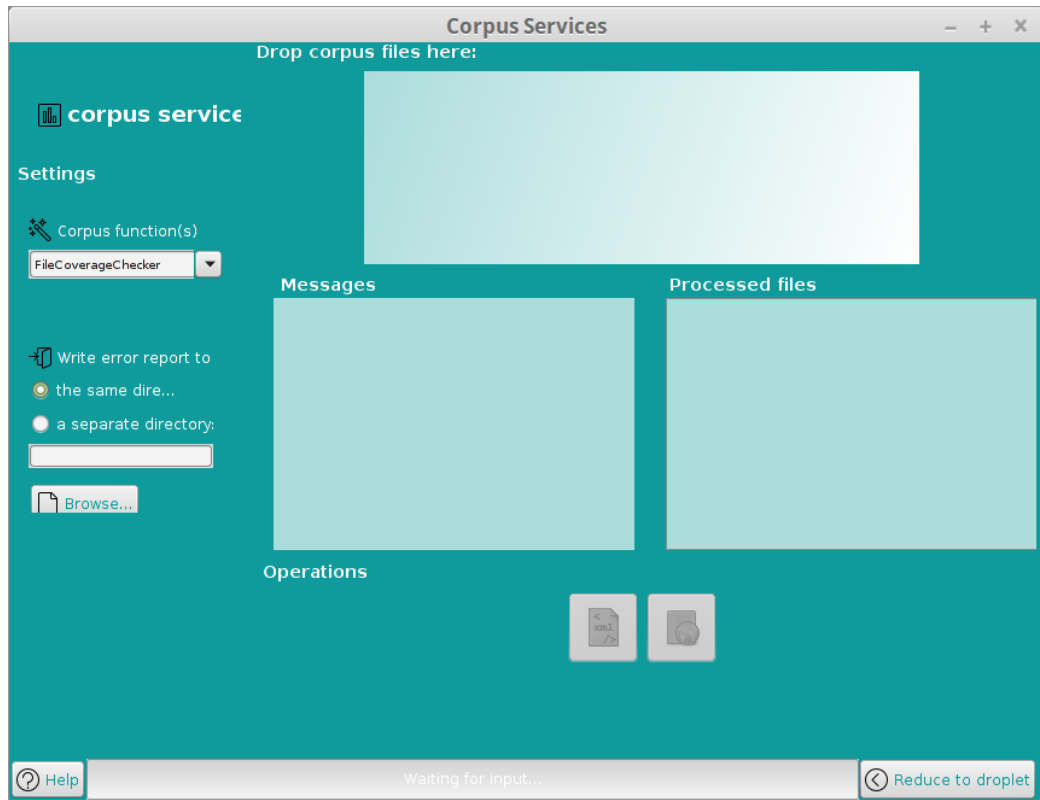 Corpus Services
Drop corpus files here:
corpus service
Settings
Corpus function(s)
FileCoverageChecker
Messages
Processed files
Write error report to
the same dire...
a separate directory:
Browse...
Operations
<
xml
/>
Help
Waiting for input...
Reduce to droplet